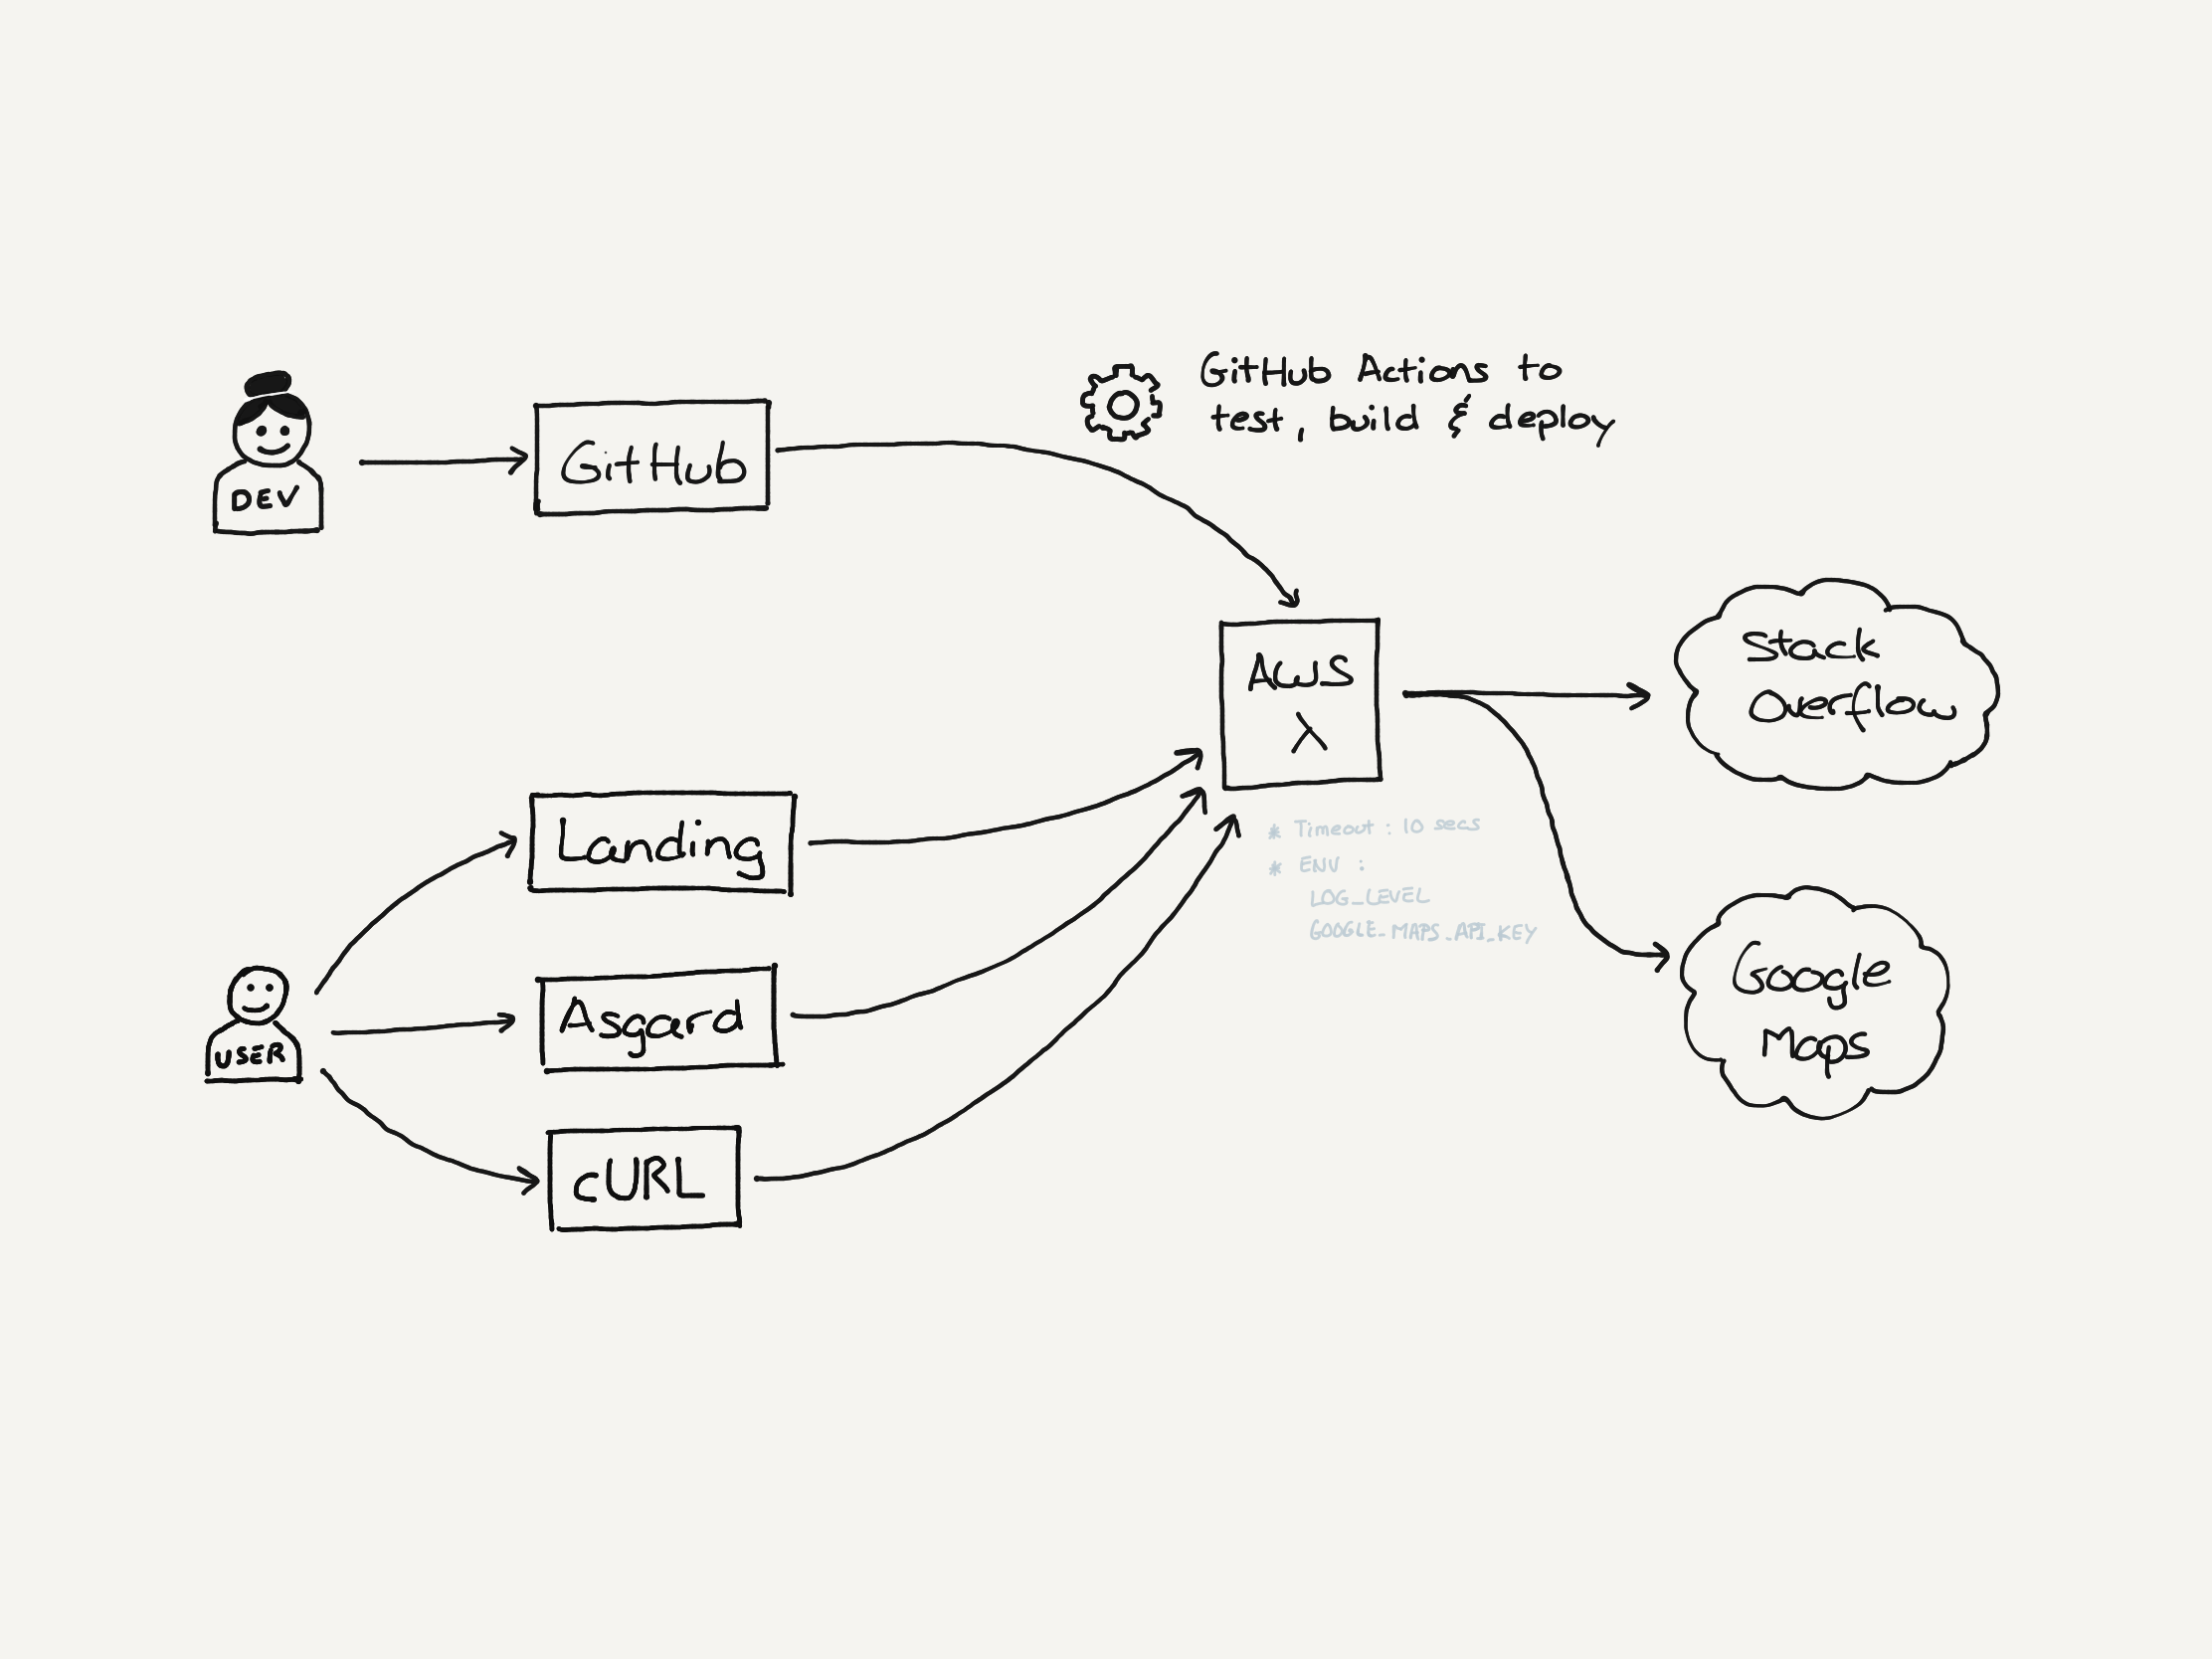 GitHub Actions to
test, build & deploy
GitHub
DEV
AWS
λ
Stack
Overflow
Landing
* Timeout : 10 secs
* ENV :
LOG_LEVEL
GOOGLE_MAPS_API_KEY
Asgard
USER
Google
Maps
cURL